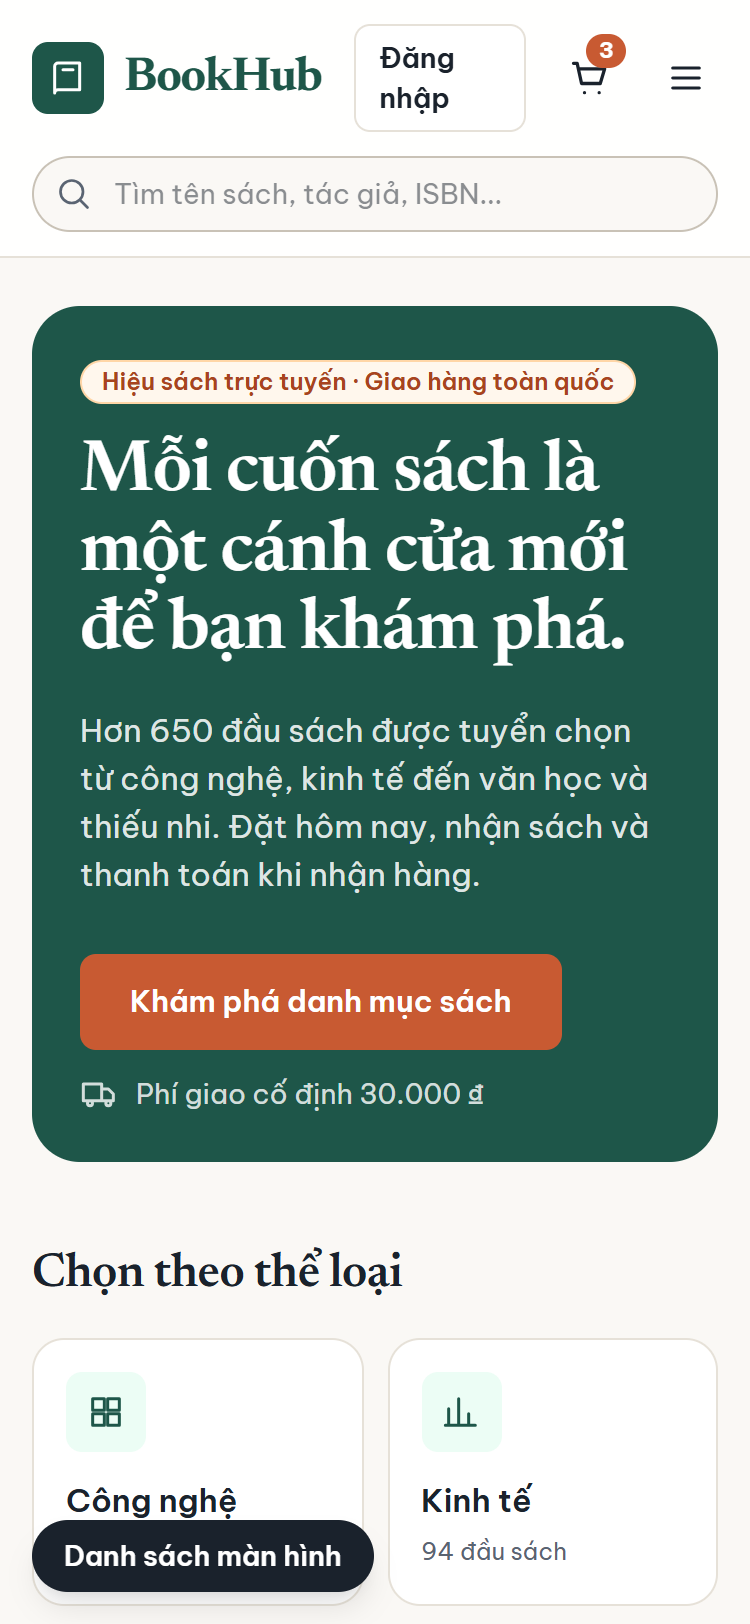 BookHub
Đăng
nhập
3
Tìm tên sách, tác giả, ISBN...
Hiệu sách trực tuyến · Giao hàng toàn quốc
Mỗi cuốn sách là
một cánh cửa mới
để bạn khám phá.
Hơn 650 đầu sách được tuyển chọn
từ công nghệ, kinh tế đến văn học và
thiếu nhi. Đặt hôm nay, nhận sách và
thanh toán khi nhận hàng.
Khám phá danh mục sách
Phí giao cố định 30.000 ₫
Chọn theo thể loại
Công nghệ
Kinh tế
94 đầu sách
Danh sách màn hình